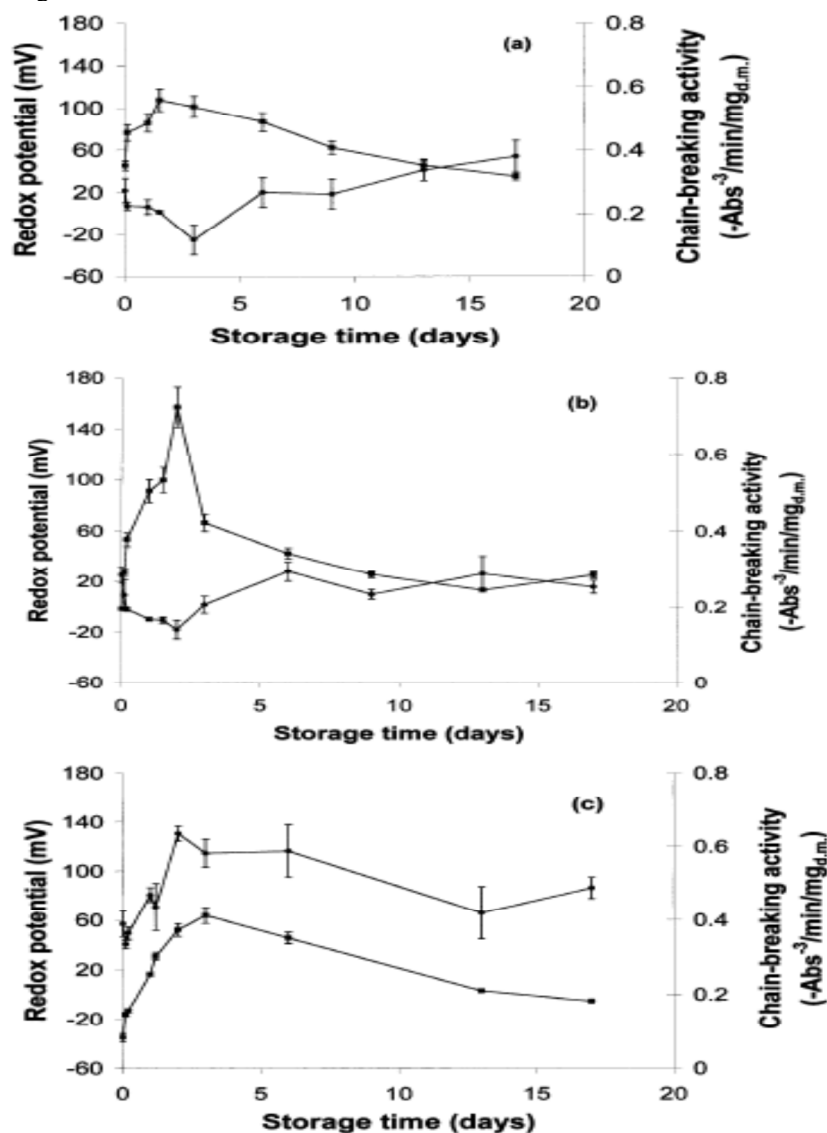 (a)
Redox potential (mV)
180
140
100
60
20
-20
-60
0.8
0.6
0.4
0.2
0
Chain-breaking activity
(-Abs⁻³/min/mg d.m.)
0 5 10 15 20
Storage time (days)
(b)
Redox potential (mV)
180
140
100
60
20
-20
-60
0.8
0.6
0.4
0.2
0
Chain-breaking activity
(-Abs⁻³/min/mg d.m.)
0 5 10 15 20
Storage time (days)
(c)
Redox potential (mV)
180
140
100
60
20
-20
-60
0.8
0.6
0.4
0.2
0
Chain-breaking activity
(-Abs⁻³/min/mg d.m.)
0 5 10 15 20
Storage time (days)